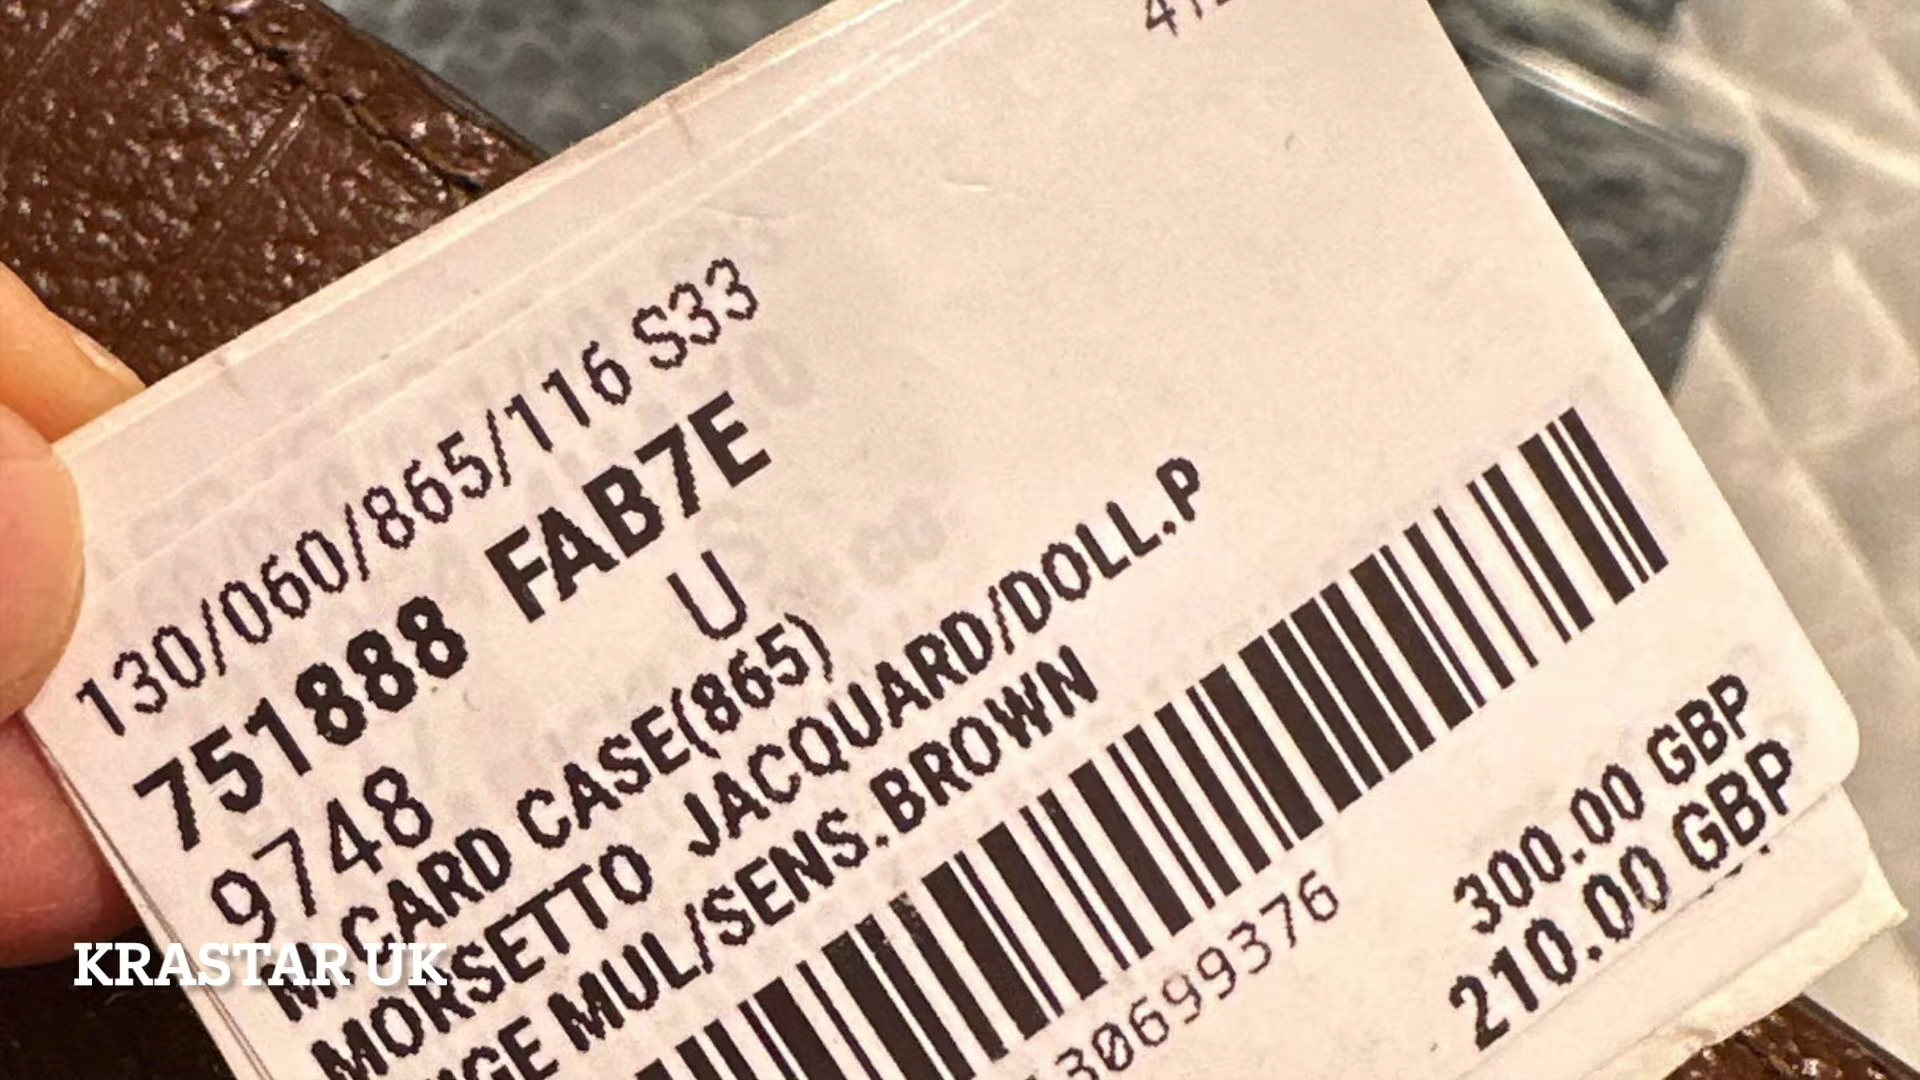 130/060/865/116 S33
751888 FAB7E
9748 U
M CARD CASE(865)
MORSETTO JACQUARD/DOLL.P
MUL/SENS.BROWN
300.00 GBP
210.00 GBP
30699376
KRASTAR UK